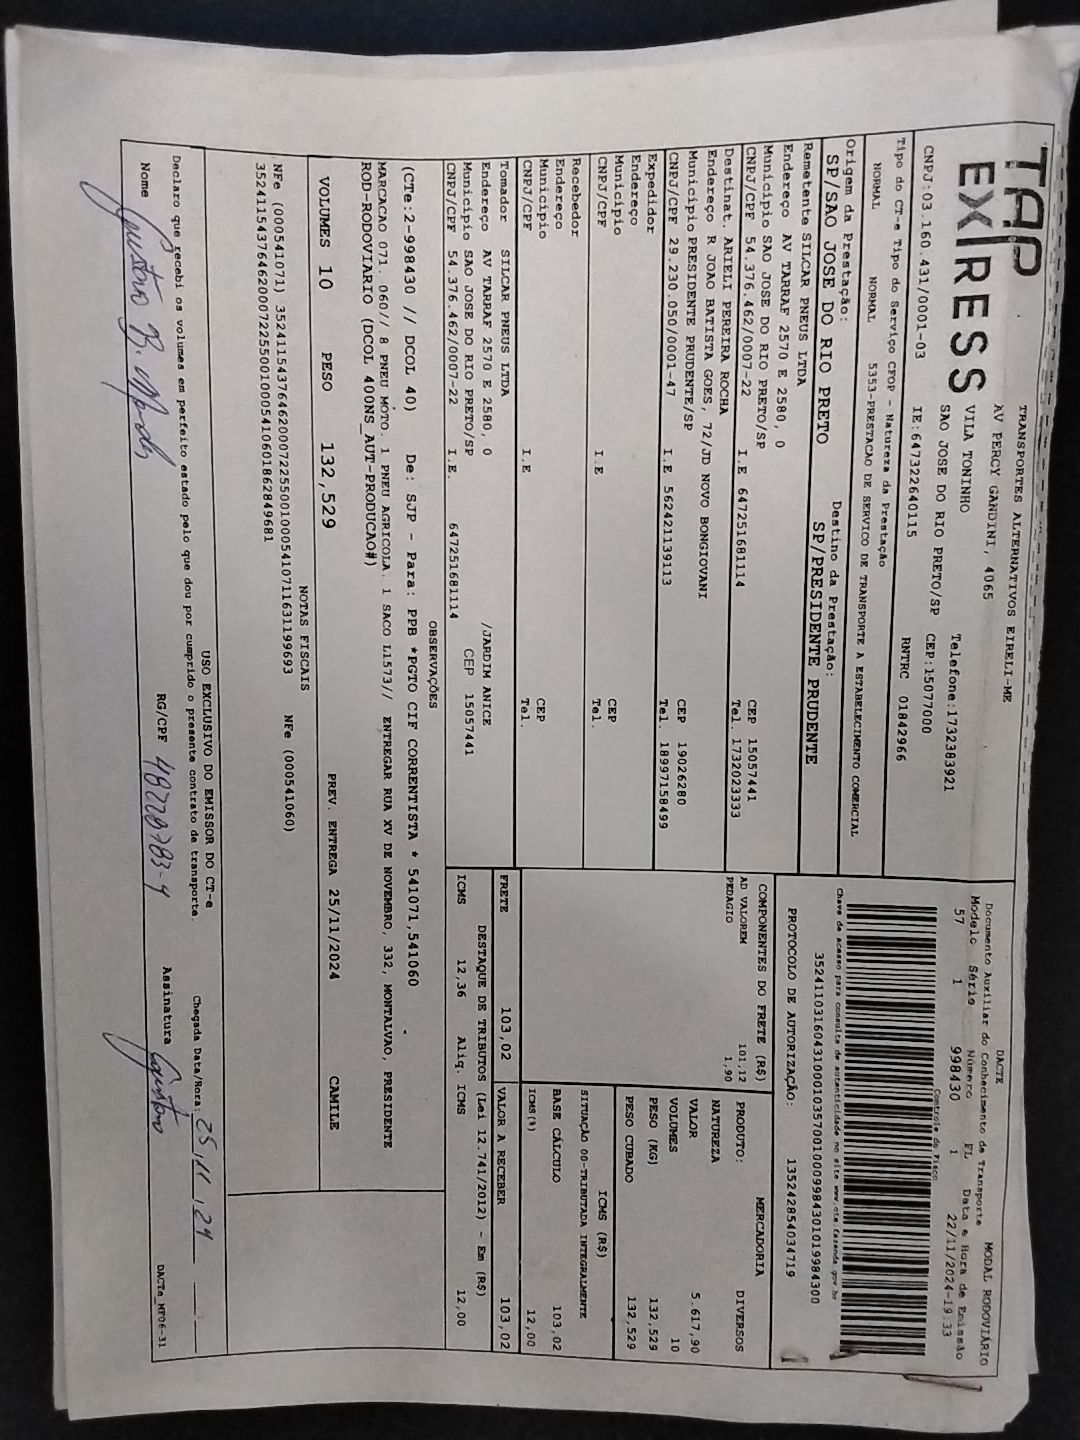 TAP
EXPRESS
TRANSPORTES ALTERNATIVOS EIRELI-ME
AV PERCY GANDINI, 4065
VILA TONINHO Telefone:1732383921
SAO JOSE DO RIO PRETO/SP CEP:15077000
CNPJ:03.160.431/0001-03 IE:647322640115 RNTRC 01842966
DACTE MODAL RODOVIÁRIO
Documento Auxiliar do Conhecimento de Transporte
Modelo Série Número FL Data e Hora de Emissão
57 1 998430 1 22/11/2024-19:33
Controle do Fisco
Tipo do CT-e Tipo do Serviço CFOP - Natureza da Prestação
NORMAL NORMAL 5353-PRESTACAO DE SERVICO DE TRANSPORTE A ESTABELECIMENTO COMERCIAL
Chave de acesso para consulta de autenticidade no site www.cte.fazenda.gov.br
Origem da Prestação: Destino da Prestação:
SP/SAO JOSE DO RIO PRETO SP/PRESIDENTE PRUDENTE
PROTOCOLO DE AUTORIZAÇÃO: 135242854034719
Remetente SILCAR PNEUS LTDA
Endereço AV TARRAF 2570 E 2580, 0
Município SAO JOSE DO RIO PRETO/SP CEP 15057441
CNPJ/CPF 54.376.462/0007-22 I.E 647251681114 Tel. 1732023333
Destinat. ARIELI PEREIRA ROCHA
Endereço R JOAO BATISTA GOES, 72/JD NOVO BONGIOVANI
Município PRESIDENTE PRUDENTE/SP CEP 19026280
CNPJ/CPF 29.230.050/0001-47 I.E 562421139113 Tel. 18997158499
Expedidor
Endereço
Município CEP
CNPJ/CPF I.E Tel.
Recebedor
Endereço
Município CEP
CNPJ/CPF I.E Tel.
COMPONENTES DO FRETE (R$)
AD VALOREM 101,12
PEDAGIO 1,90
MERCADORIA
PRODUTO: DIVERSOS
NATUREZA
VALOR 5.617,90
VOLUMES 10
PESO (KG) 132,529
PESO CUBADO 132,529
ICMS (R$)
SITUAÇÃO 00-TRIBUTADA INTEGRALMENTE
BASE CÁLCULO 103,02
ICMS(%) 12,00
FRETE 103,02 VALOR A RECEBER 103,02
Tomador SILCAR PNEUS LTDA
Endereço AV TARRAF 2570 E 2580, 0 /JARDIM ANICE
Município SAO JOSE DO RIO PRETO/SP CEP 15057441
CNPJ/CPF 54.376.462/0007-22 I.E. 647251681114
DESTAQUE DE TRIBUTOS (Lei 12.741/2012) - Em (R$)
ICMS 12,36 Aliq. ICMS 12,00
OBSERVAÇÕES
(CTe:2-998430 // DCOL 40) De: SJP - Para: PPB *PGTO CIF CORRENTISTA * 541071,541060
MARCACAO 071. 060// 8 PNEU MOTO. 1 PNEU AGRICOLA. 1 SACO L1573// ENTREGAR RUA XV DE NOVEMBRO, 332, MONTALVAO, PRESIDENTE
ROD-RODOVIARIO (DCOL 400NS_AUT-PRODUCAO#)
VOLUMES 10 PESO 132,529 PREV. ENTREGA 25/11/2024 CAMILE
NOTAS FISCAIS
NFe (000541071) 35241154376462000722550010005410711631199693 NFe (000541060)
35241154376462000722550010005410601862849681
USO EXCLUSIVO DO EMISSOR DO CT-e
Declaro que recebi os volumes em perfeito estado pelo que dou por cumprido o presente contrato de transporte.
Chegada Data/Hora: 25/11/24 :
Nome Gustavo B. RG/CPF Assinatura Gustavo
DACTe_MF06-31